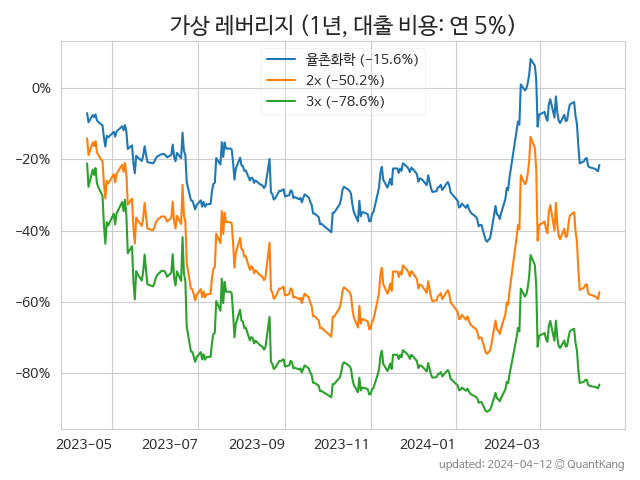 가상 레버리지 (1년, 대출 비용: 연 5%)
율촌화학 (−15.6%)
2x (−50.2%)
3x (−78.6%)
0%
−20%
−40%
−60%
−80%
2023-05 2023-07 2023-09 2023-11 2024-01 2024-03
updated: 2024-04-12 © QuantKang